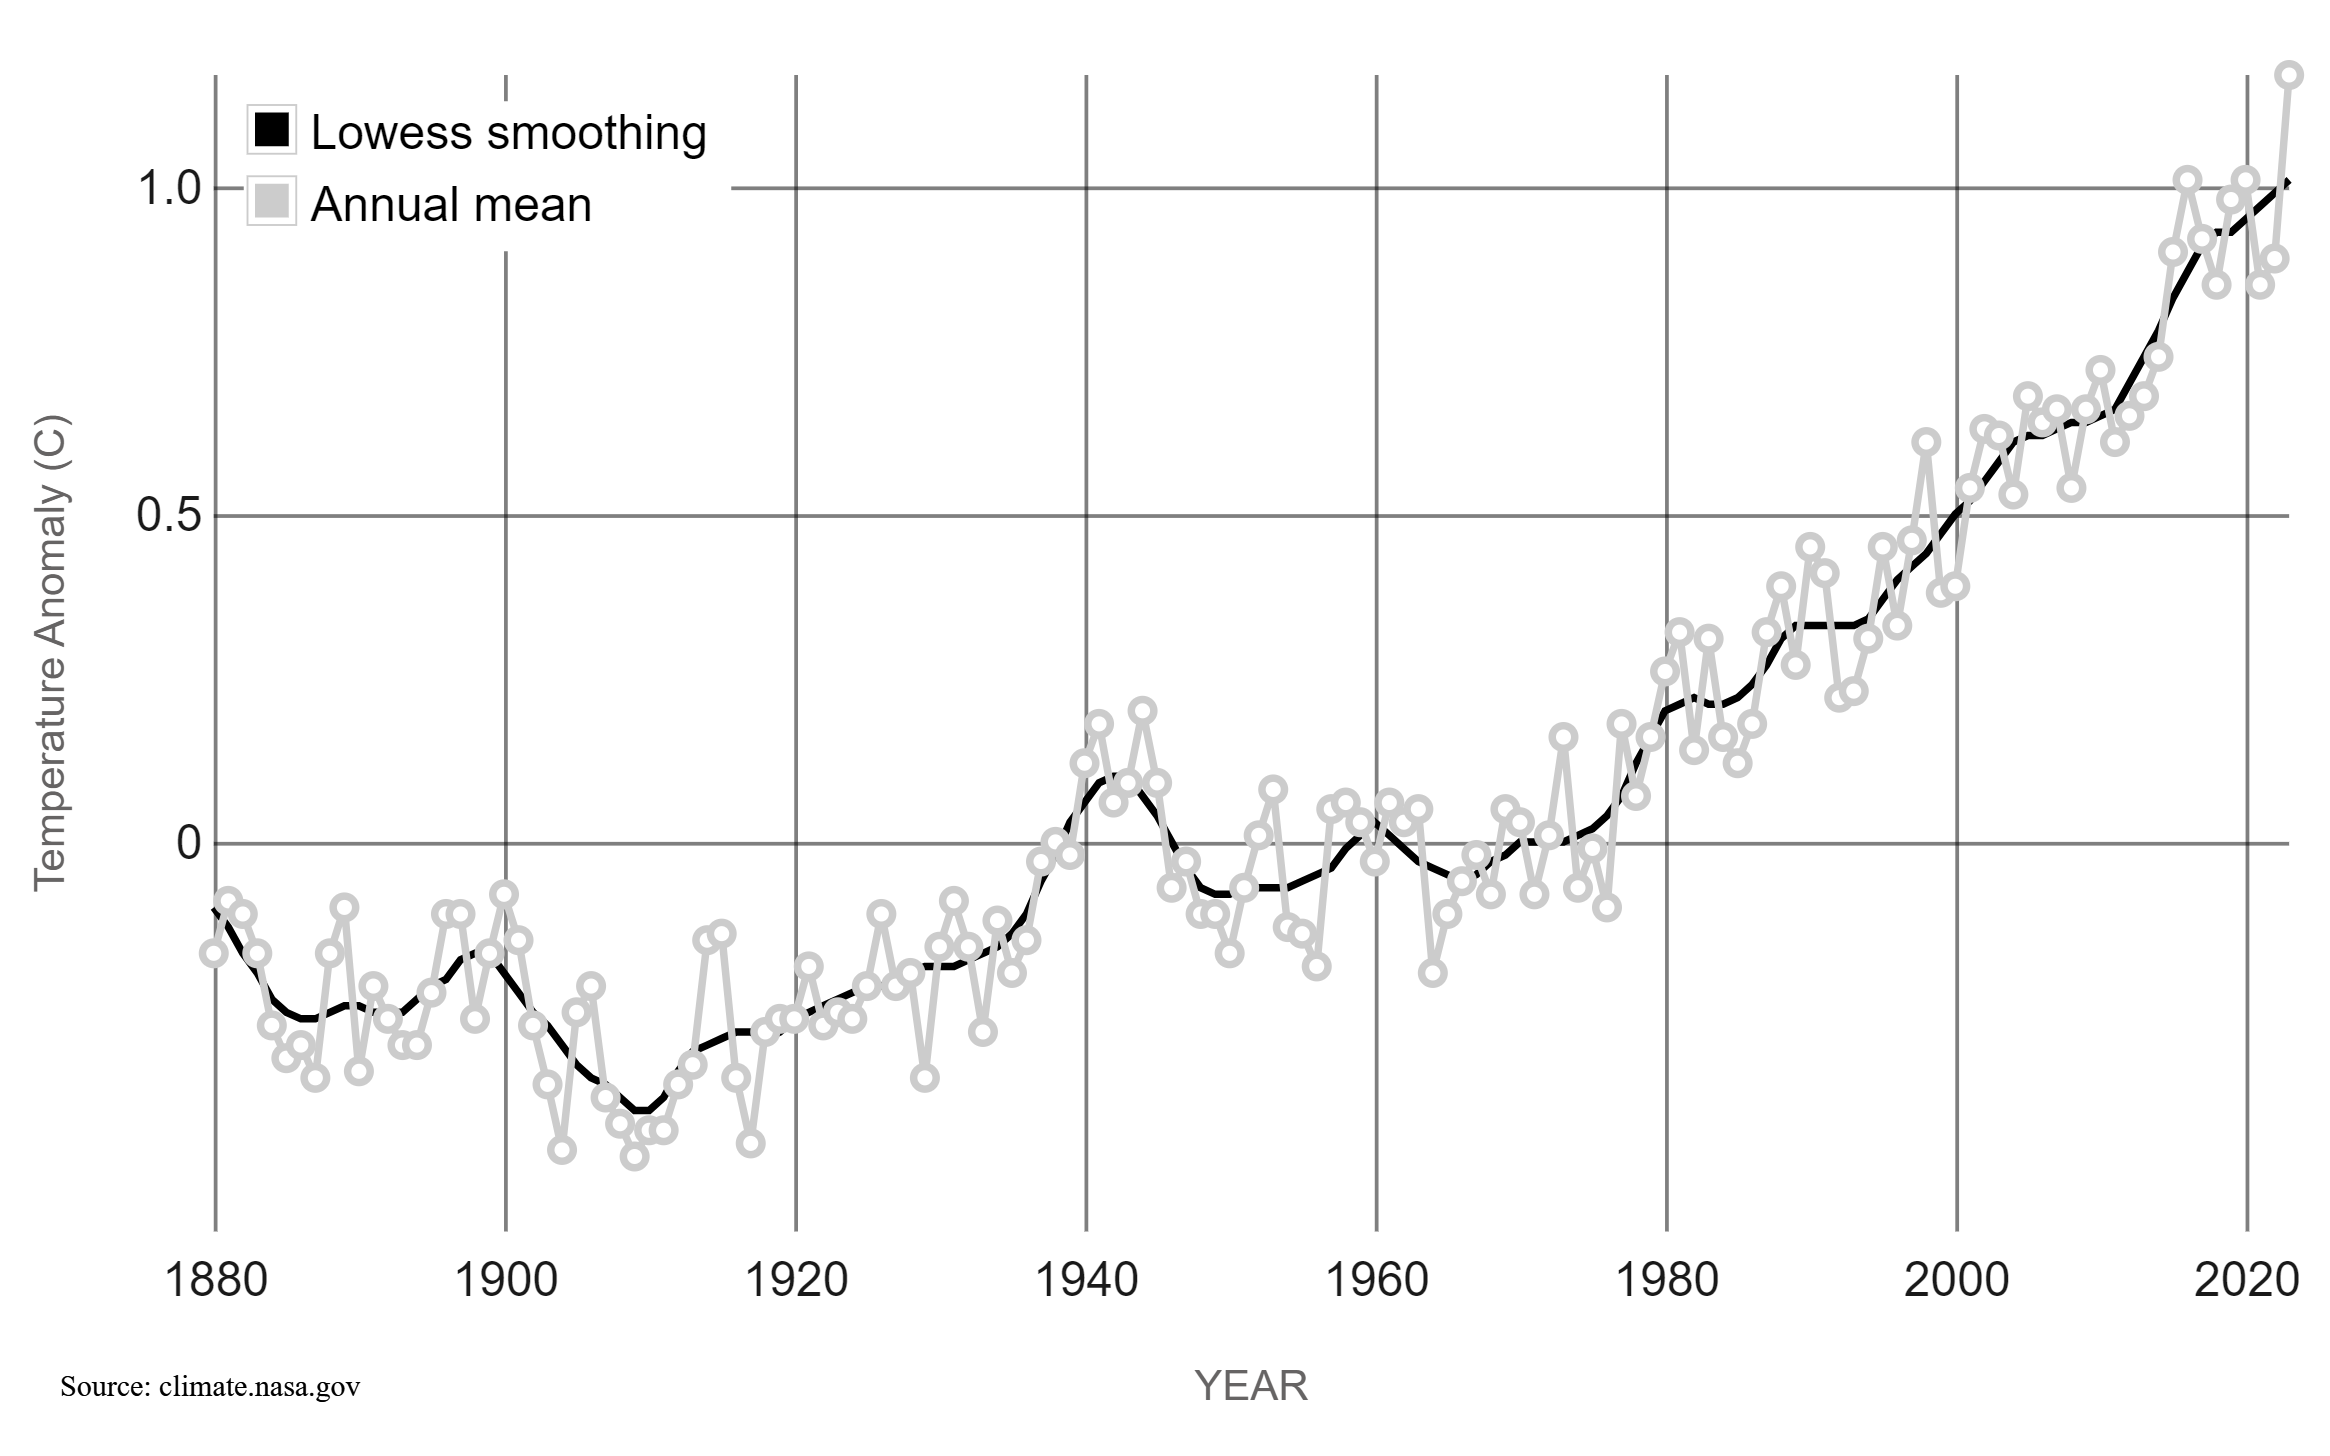 Lowess smoothing
Annual mean
1.0
0.5
0
Temperature Anomaly (C)
1880 1900 1920 1940 1960 1980 2000 2020
YEAR
Source: climate.nasa.gov